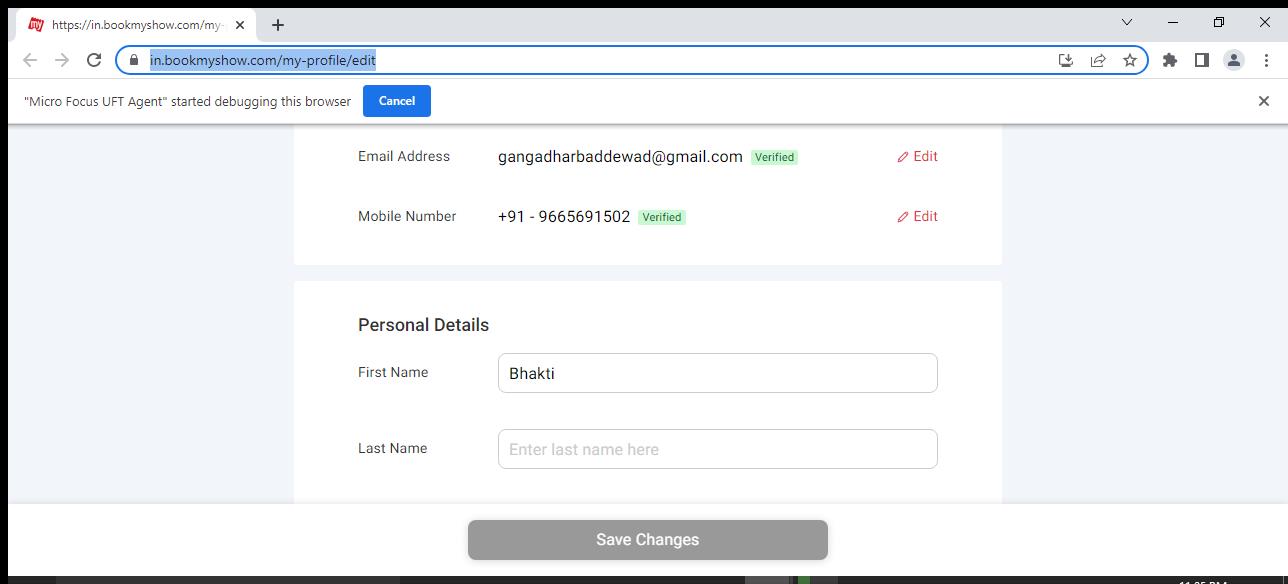 my https://in.bookmyshow.com/my-
in.bookmyshow.com/my-profile/edit
"Micro Focus UFT Agent" started debugging this browser Cancel
Email Address gangadharbaddewad@gmail.com Verified Edit
Mobile Number +91 - 9665691502 Verified Edit
Personal Details
First Name Bhakti
Last Name Enter last name here
Save Changes